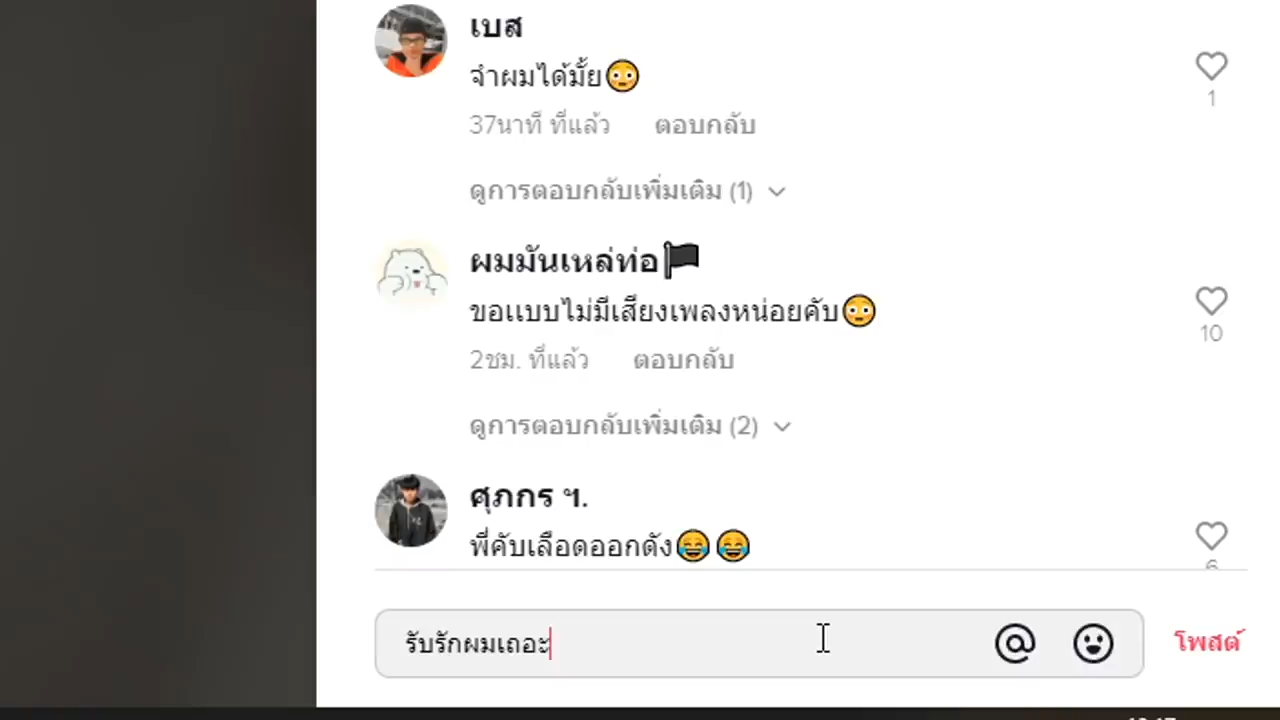 เบส
จำผมได้มั้ย😳
1
37นาที ที่แล้ว ตอบกลับ
ดูการตอบกลับเพิ่มเติม (1)
ผมมันเหล่ท่อ🏴
ขอแบบไม่มีเสียงเพลงหน่อยคับ😳
10
2ชม. ที่แล้ว ตอบกลับ
ดูการตอบกลับเพิ่มเติม (2)
ศุภกร ฯ.
พี่คับเลือดออกดัง😂😂
6
รับรักผมเถอะ
โพสต์